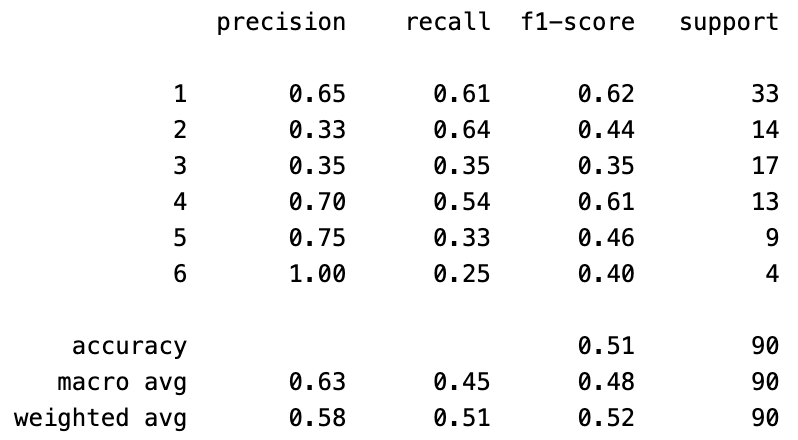 precision recall f1-score support
1 0.65 0.61 0.62 33
2 0.33 0.64 0.44 14
3 0.35 0.35 0.35 17
4 0.70 0.54 0.61 13
5 0.75 0.33 0.46 9
6 1.00 0.25 0.40 4
accuracy 0.51 90
macro avg 0.63 0.45 0.48 90
weighted avg 0.58 0.51 0.52 90